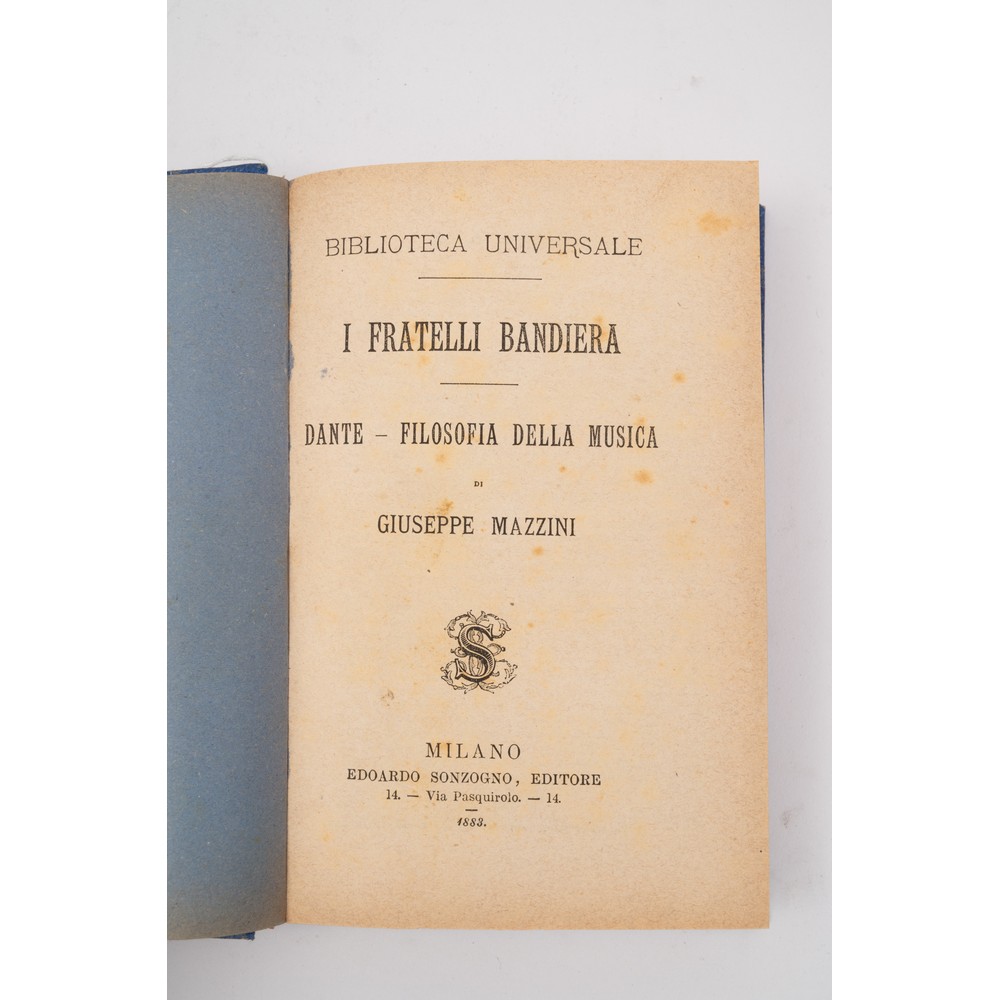 BIBLIOTECA UNIVERSALE
I FRATELLI BANDIERA
DANTE – FILOSOFIA DELLA MUSICA
DI
GIUSEPPE MAZZINI
MILANO
EDOARDO SONZOGNO, EDITORE
14. — Via Pasquirolo. — 14.
1883.